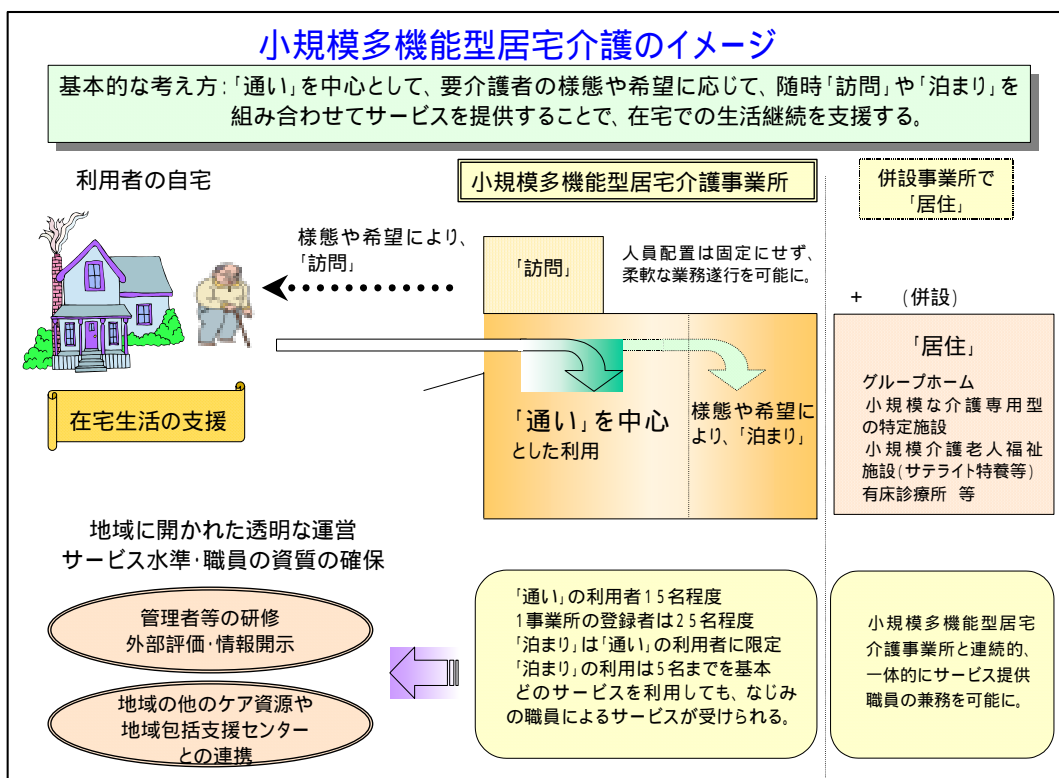 小規模多機能型居宅介護のイメージ
基本的な考え方:「通い」を中心として、要介護者の様態や希望に応じて、随時「訪問」や「泊まり」を
組み合わせてサービスを提供することで、在宅での生活継続を支援する。
利用者の自宅
小規模多機能型居宅介護事業所
併設事業所で
「居住」
様態や希望により、
「訪問」
「訪問」
人員配置は固定にせず、
柔軟な業務遂行を可能に。
+ (併設)
在宅生活の支援
「通い」を中心
とした利用
様態や希望に
より、「泊まり」
「居住」
グループホーム
小規模な介護専用型
の特定施設
小規模介護老人福祉
施設(サテライト特養等)
有床診療所 等
地域に開かれた透明な運営
サービス水準・職員の資質の確保
管理者等の研修
外部評価・情報開示
地域の他のケア資源や
地域包括支援センター
との連携
「通い」の利用者15名程度
1事業所の登録者は25名程度
「泊まり」は「通い」の利用者に限定
「泊まり」の利用は5名までを基本
どのサービスを利用しても、なじみ
の職員によるサービスが受けられる。
小規模多機能型居宅
介護事業所と連続的、
一体的にサービス提供
職員の兼務を可能に。